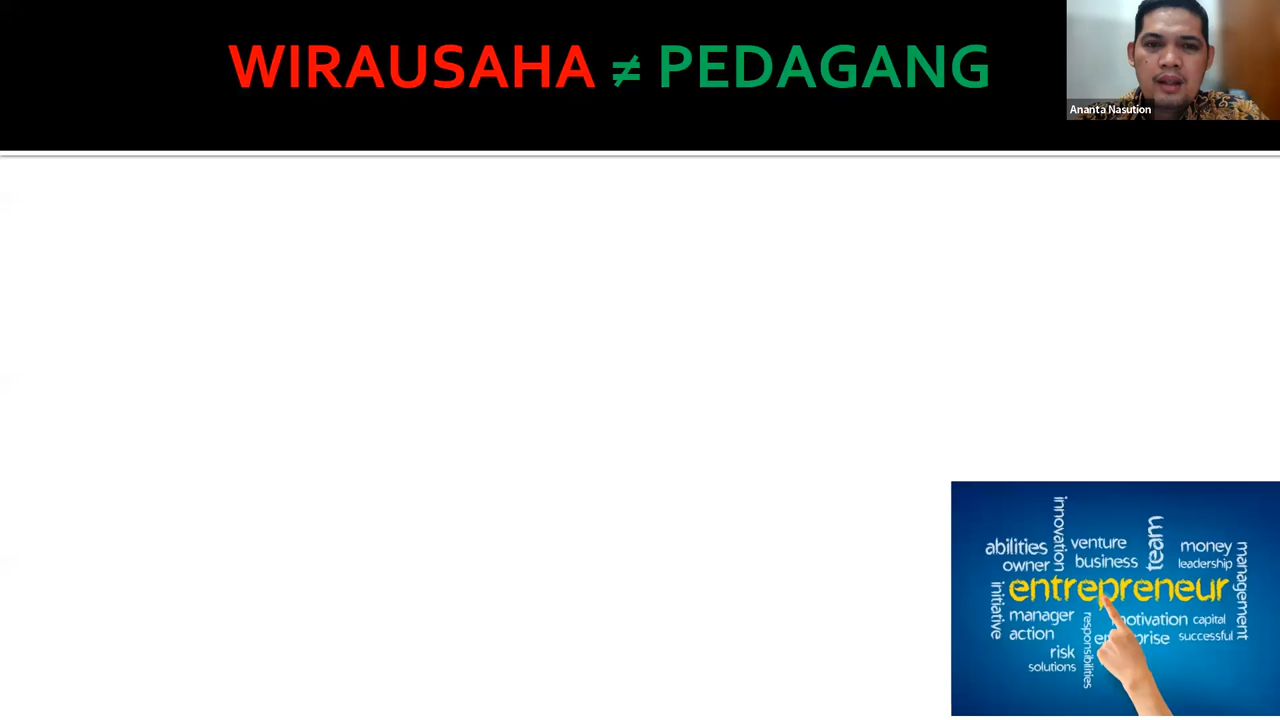 WIRAUSAHA ≠ PEDAGANG
Ananta Nasution
innovation
abilities
venture
team
money
management
owner
business
leadership
initiative
entrepreneur
manager
responsibilities
motivation
capital
action
successful
risk
solutions